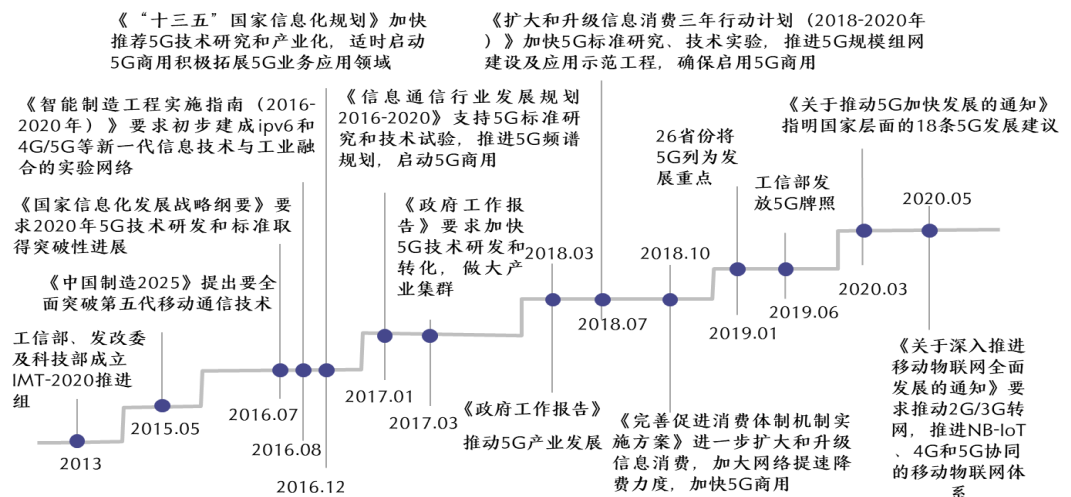 《“十三五”国家信息化规划》加快
推荐5G技术研究和产业化，适时启动
5G商用积极拓展5G业务应用领域
《扩大和升级信息消费三年行动计划（2018-2020年
）》加快5G标准研究、技术实验，推进5G规模组网
建设及应用示范工程，确保启用5G商用
《智能制造工程实施指南（2016-
2020年）》要求初步建成ipv6和
4G/5G等新一代信息技术与工业融
合的实验网络
《信息通信行业发展规划
2016-2020》支持5G标准研
究和技术试验，推进5G频谱
规划，启动5G商用
26省份将
5G列为发
展重点
《关于推动5G加快发展的通知》
指明国家层面的18条5G发展建议
《国家信息化发展战略纲要》要
求2020年5G技术研发和标准取
得突破性进展
《政府工作报
告》要求加快
5G技术研发和
转化，做大产
业集群
工信部发
放5G牌照
2020.05
2018.03
2018.10
《中国制造2025》提出要全
面突破第五代移动通信技术
2018.07
2020.03
2019.06
2019.01
工信部、发改委
及科技部成立
IMT-2020推进
组
2017.01
2017.03
2016.07
2015.05
2016.08
2013
2016.12
《政府工作报告》
推动5G产业发展
《完善促进消费体制机制实
施方案》进一步扩大和升级
信息消费，加大网络提速降
费力度，加快5G商用
《关于深入推进
移动物联网全面
发展的通知》要
求推动2G/3G转
网，推进NB-IoT
、4G和5G协同
的移动物联网体
系